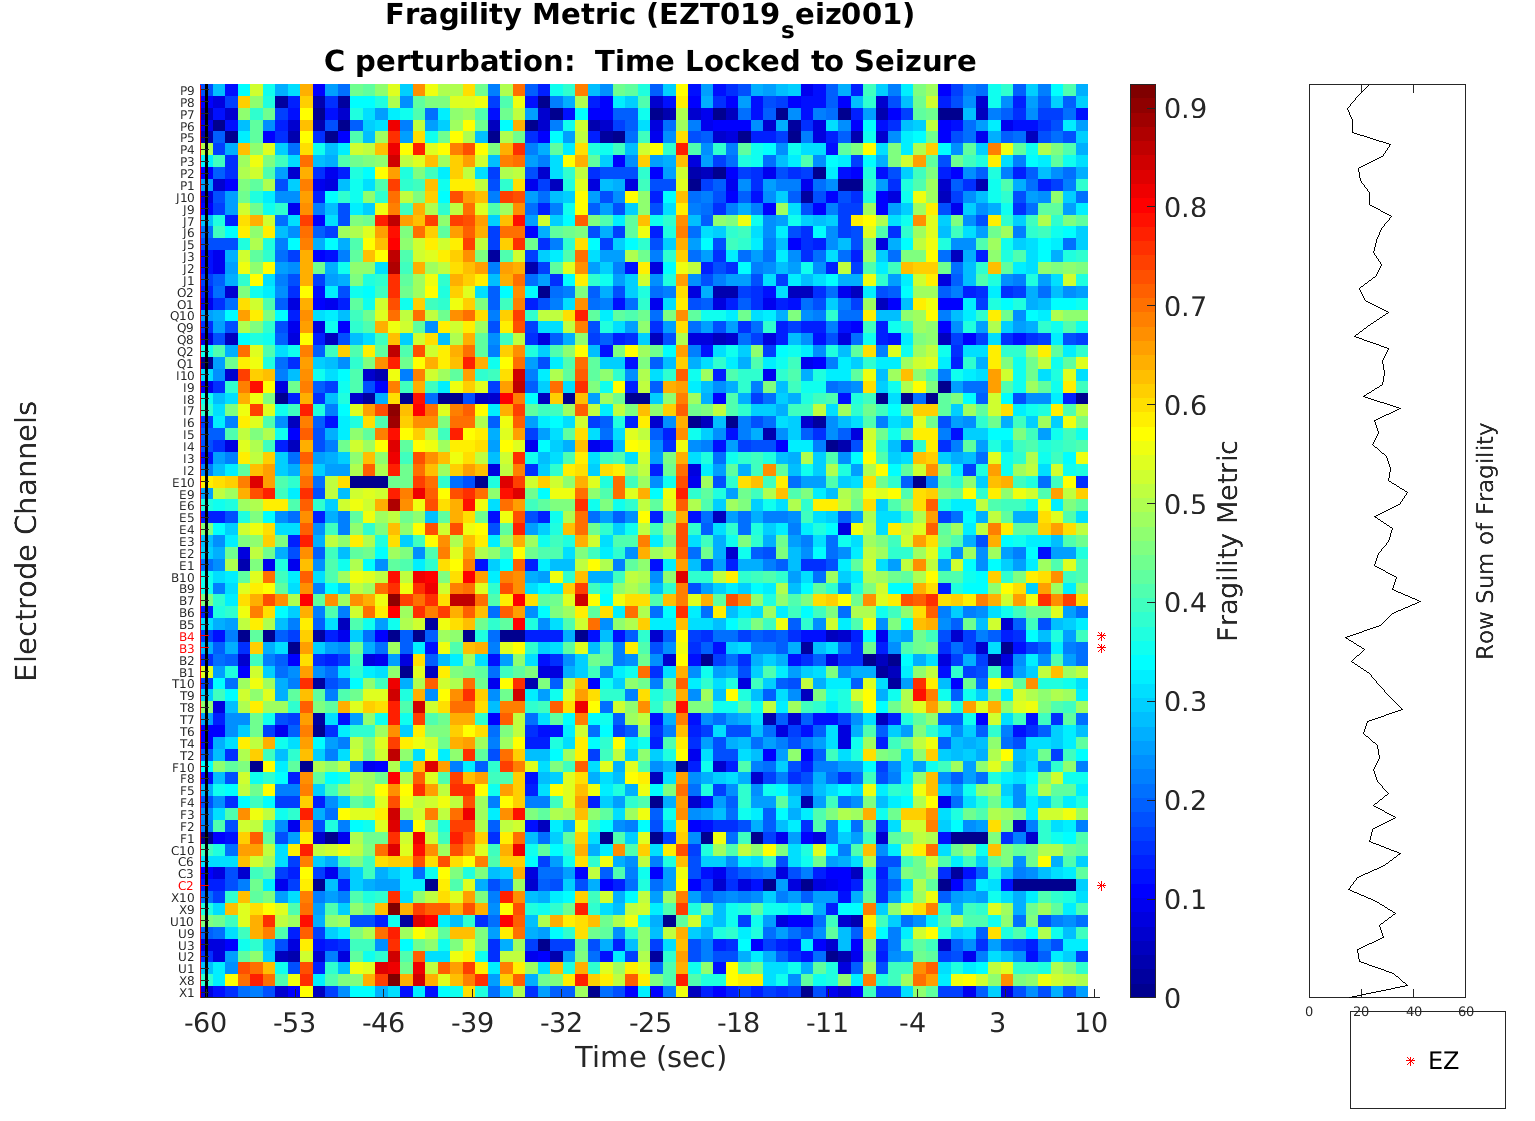 Fragility Metric (EZT019seiz001)
C perturbation: Time Locked to Seizure
Electrode Channels
P9
P8
P7
P6
P5
P4
P3
P2
P1
J10
J9
J7
J6
J5
J3
J2
J1
O2
O1
Q10
Q9
Q8
Q2
Q1
I10
I9
I8
I7
I6
I5
I4
I3
I2
E10
E9
E6
E5
E4
E3
E2
E1
B10
B9
B7
B6
B5
B4
B3
B2
B1
T10
T9
T8
T7
T6
T4
T2
F10
F8
F5
F4
F3
F2
F1
C10
C6
C3
C2
X10
X9
U10
U9
U3
U2
U1
X8
X1
-60 -53 -46 -39 -32 -25 -18 -11 -4 3 10
Time (sec)
0.9
0.8
0.7
0.6
0.5
0.4
0.3
0.2
0.1
0
Fragility Metric
0 20 40 60
Row Sum of Fragility
EZ